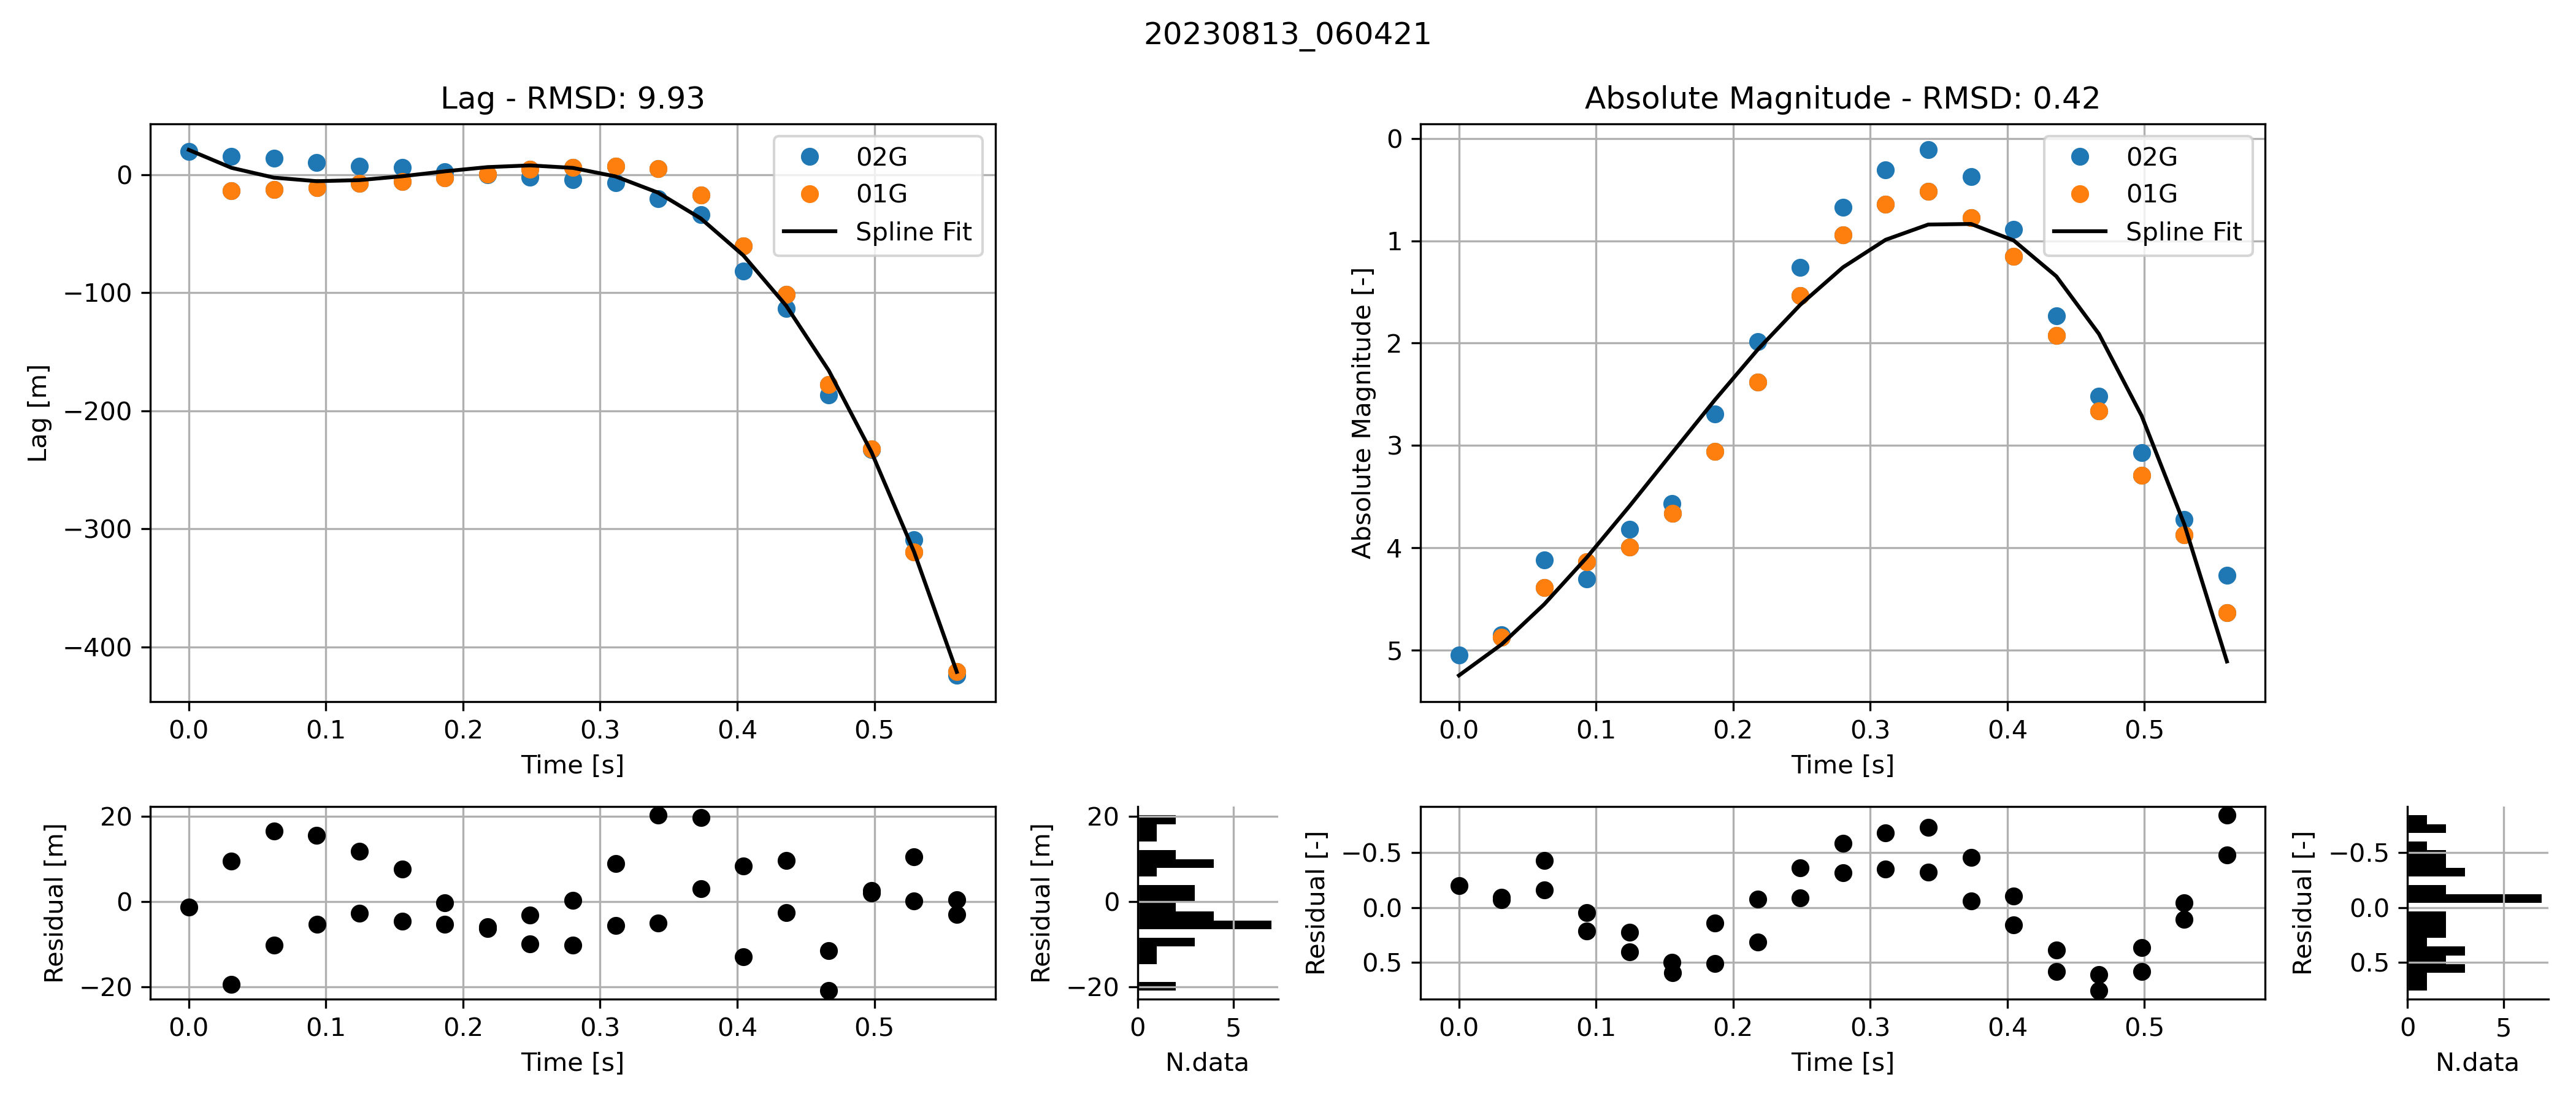 20230813_060421
Lag - RMSD: 9.93
02G
01G
Spline Fit
Lag [m]
0
−100
−200
−300
−400
0.0 0.1 0.2 0.3 0.4 0.5
Time [s]
Absolute Magnitude - RMSD: 0.42
02G
01G
Spline Fit
Absolute Magnitude [-]
0
1
2
3
4
5
0.0 0.1 0.2 0.3 0.4 0.5
Time [s]
Residual [m]
20
0
−20
0.0 0.1 0.2 0.3 0.4 0.5
Time [s]
Residual [m]
20
0
−20
0 5
N.data
Residual [-]
−0.5
0.0
0.5
0.0 0.1 0.2 0.3 0.4 0.5
Time [s]
Residual [-]
−0.5
0.0
0.5
0 5
N.data